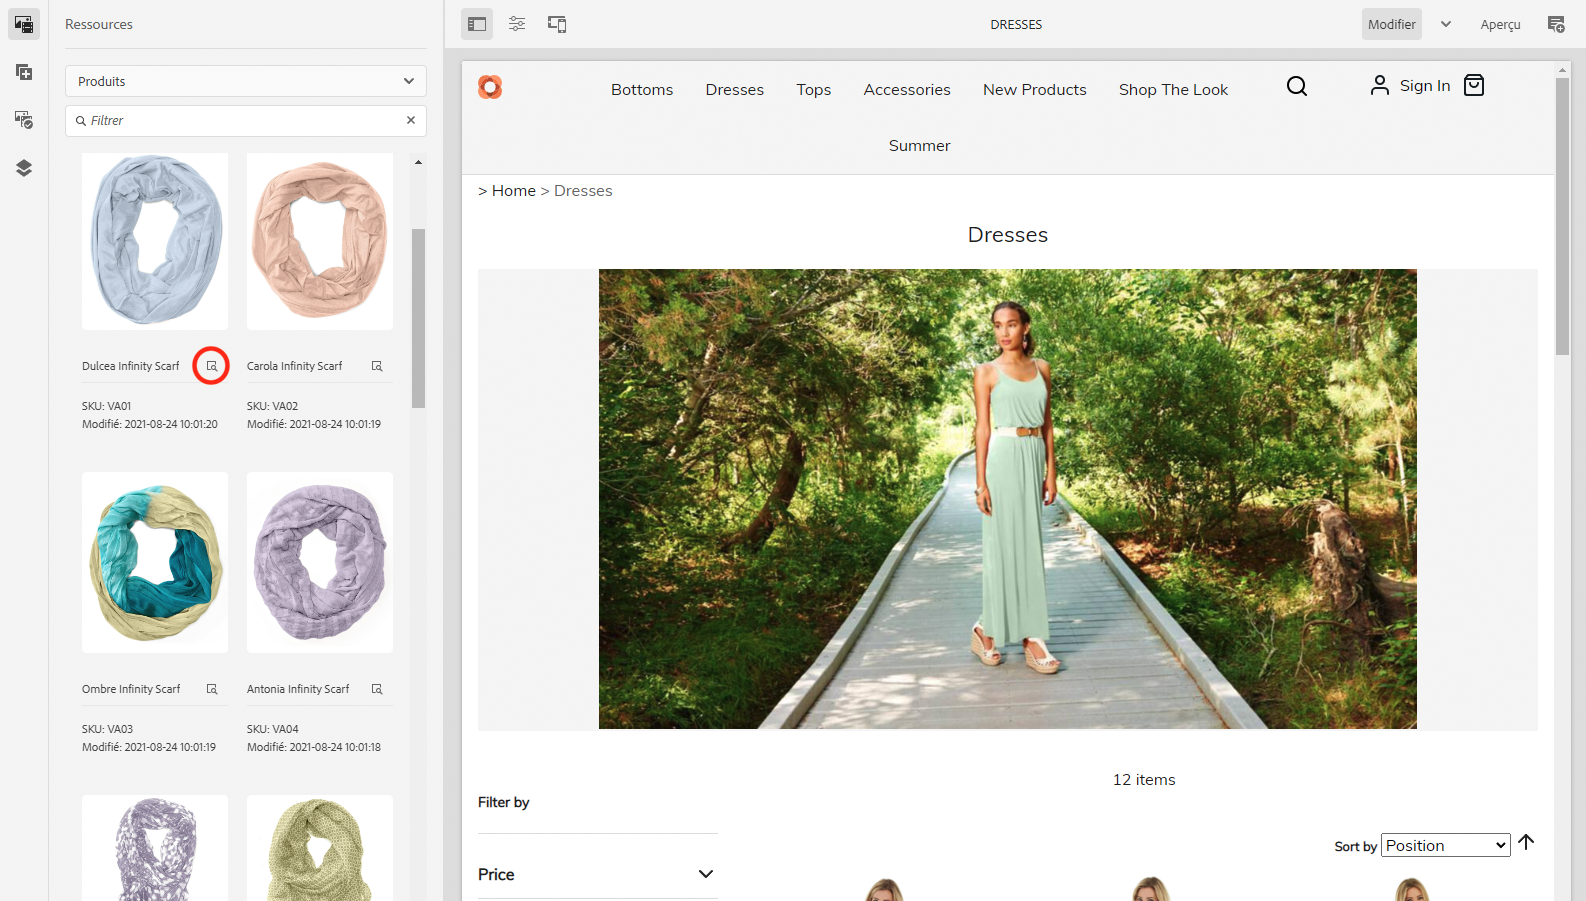 Ressources
Produits
Filtrer
Dulcea Infinity Scarf
SKU: VA01
Modifié: 2021-08-24 10:01:20
Carola Infinity Scarf
SKU: VA02
Modifié: 2021-08-24 10:01:19
Ombre Infinity Scarf
SKU: VA03
Modifié: 2021-08-24 10:01:19
Antonia Infinity Scarf
SKU: VA04
Modifié: 2021-08-24 10:01:18
DRESSES
Modifier
Aperçu
Bottoms Dresses Tops Accessories New Products Shop The Look
Summer
Sign In
> Home > Dresses
Dresses
12 items
Filter by
Sort by Position
Price